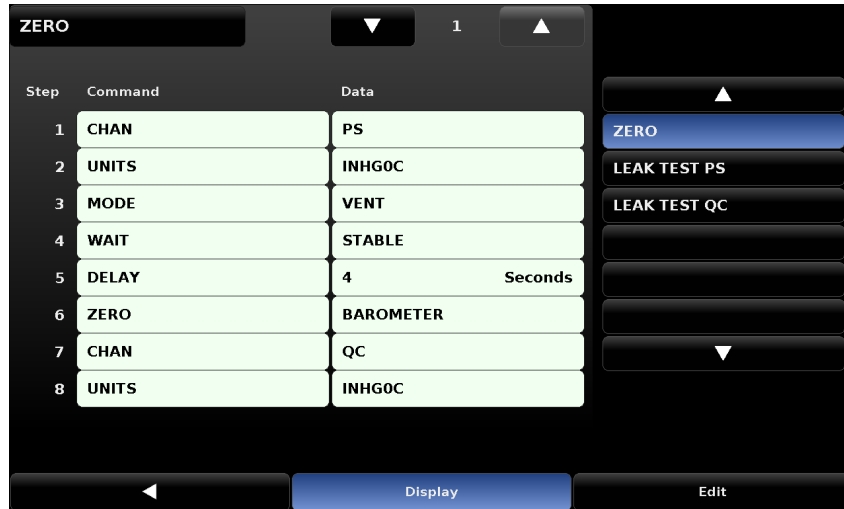 ZERO
1
Step Command Data
1 CHAN PS
2 UNITS INHG0C
3 MODE VENT
4 WAIT STABLE
5 DELAY 4 Seconds
6 ZERO BAROMETER
7 CHAN QC
8 UNITS INHG0C
ZERO
LEAK TEST PS
LEAK TEST QC
Display
Edit